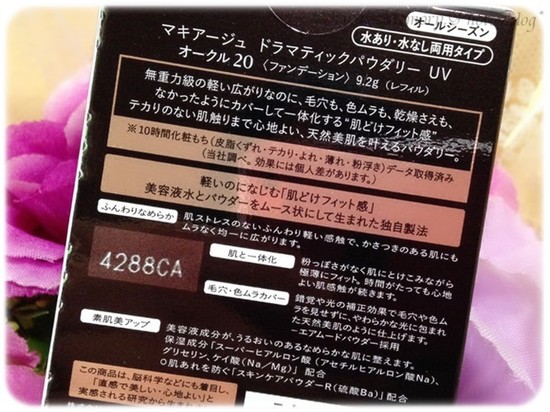 オールシーズン
水あり・水なし両用タイプ
マキアージュ ドラマティックパウダリー UV
オークル 20 〈ファンデーション〉 9.2g（レフィル）
無重力級の軽い広がりなのに、毛穴も、色ムラも、乾燥さえも、
なかったようにカバーして一体化する“肌どけフィット感”
テカりのない肌触りまで心地よい、天然美肌を叶えるパウダリー。
※10時間化粧もち（皮脂くずれ・テカリ・よれ・薄れ・粉浮き）データ取得済み
（当社調べ。効果には個人差があります。）
軽いのになじむ「肌どけフィット感」
美容液水とパウダーをムース状にして生まれた独自製法
ふんわりなめらか
肌ストレスのないふんわり軽い感触で、かさつきのある肌にも
ムラなく均一に広がります。
肌と一体化
粉っぽさがなく肌にとけこみながら
極薄にフィット。時間がたっても心地
よい肌感触が続きます。
4288CA
毛穴・色ムラカバー
錯覚や光の補正効果で毛穴や色ム
ラを見せずに、やわらかな光に包まれ
た天然美肌のように仕上げます。
エアムードパウダー採用
素肌美アップ
美容液成分が、うるおいのあるなめらかな肌に整えます。
保湿成分「スーパーヒアルロン酸（アセチルヒアルロン酸Na）、
グリセリン、ケイ酸（Na／Mg）」配合
○肌あれを防ぐ「スキンケアパウダーR（硫酸Ba）」配合
この商品は、脳科学などにも着目し、
「直感で美しい・心地よい」と
実感される研究から生まれ